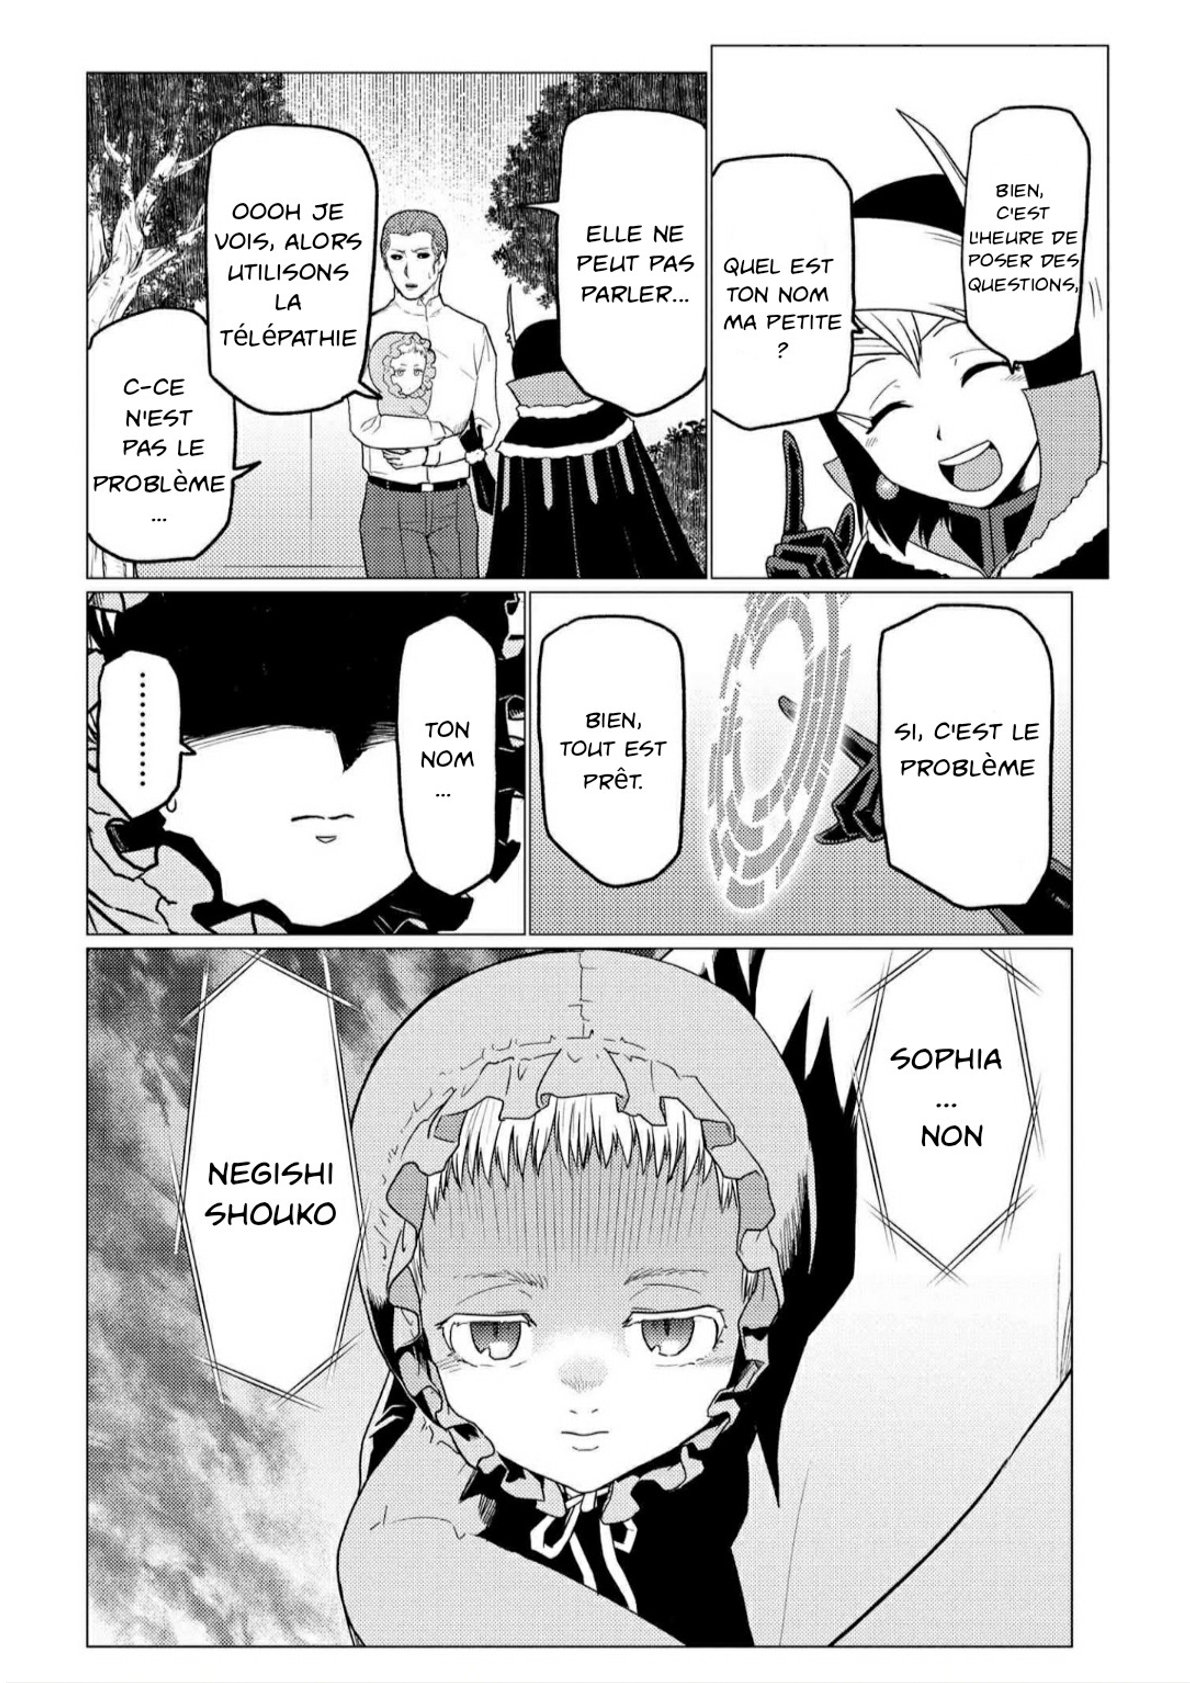 BIEN,
C'EST
L'HEURE DE
POSER DES
QUESTIONS,
QUEL EST
TON NOM
MA PETITE
?
ELLE NE
PEUT PAS
PARLER...
OOOH JE
VOIS, ALORS
UTILISONS
LA
TÉLÉPATHIE
C-CE
N'EST
PAS LE
PROBLÈME
...
SI, C'EST LE
PROBLÈME
BIEN,
TOUT EST
PRÊT.
TON
NOM
...
..........
SOPHIA
...
NON
NEGISHI
SHOUKO